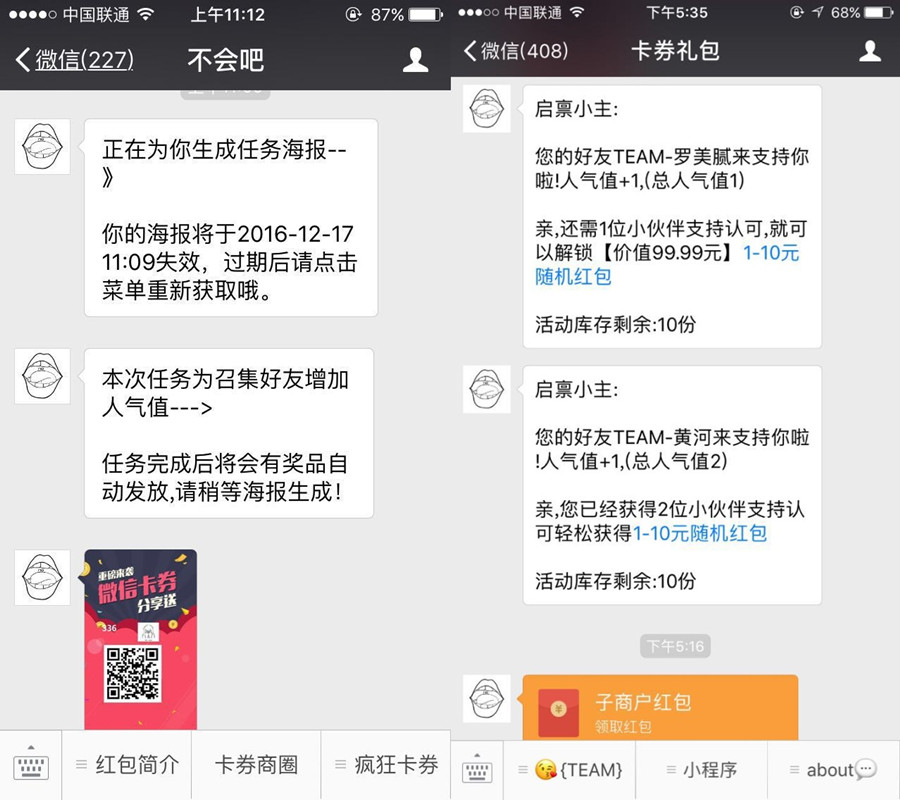 中国联通
上午11:12
87%
微信(227)
不会吧
正在为你生成任务海报--
》
你的海报将于2016-12-17
11:09失效，过期后请点击
菜单重新获取哦。
本次任务为召集好友增加
人气值--->
任务完成后将会有奖品自
动发放,请稍等海报生成！
重磅来袭
微信卡券
分享送
336
红包简介
卡券商圈
疯狂卡券
中国联通
下午5:35
68%
微信(408)
卡券礼包
启禀小主:
您的好友TEAM-罗美腻来支持你
啦!人气值+1,(总人气值1)
亲,还需1位小伙伴支持认可,就可
以解锁【价值99.99元】1-10元
随机红包
活动库存剩余:10份
启禀小主:
您的好友TEAM-黄河来支持你啦
!人气值+1,(总人气值2)
亲,您已经获得2位小伙伴支持认
可轻松获得1-10元随机红包
活动库存剩余:10份
下午5:16
子商户红包
领取红包
😘{TEAM}
小程序
about💬